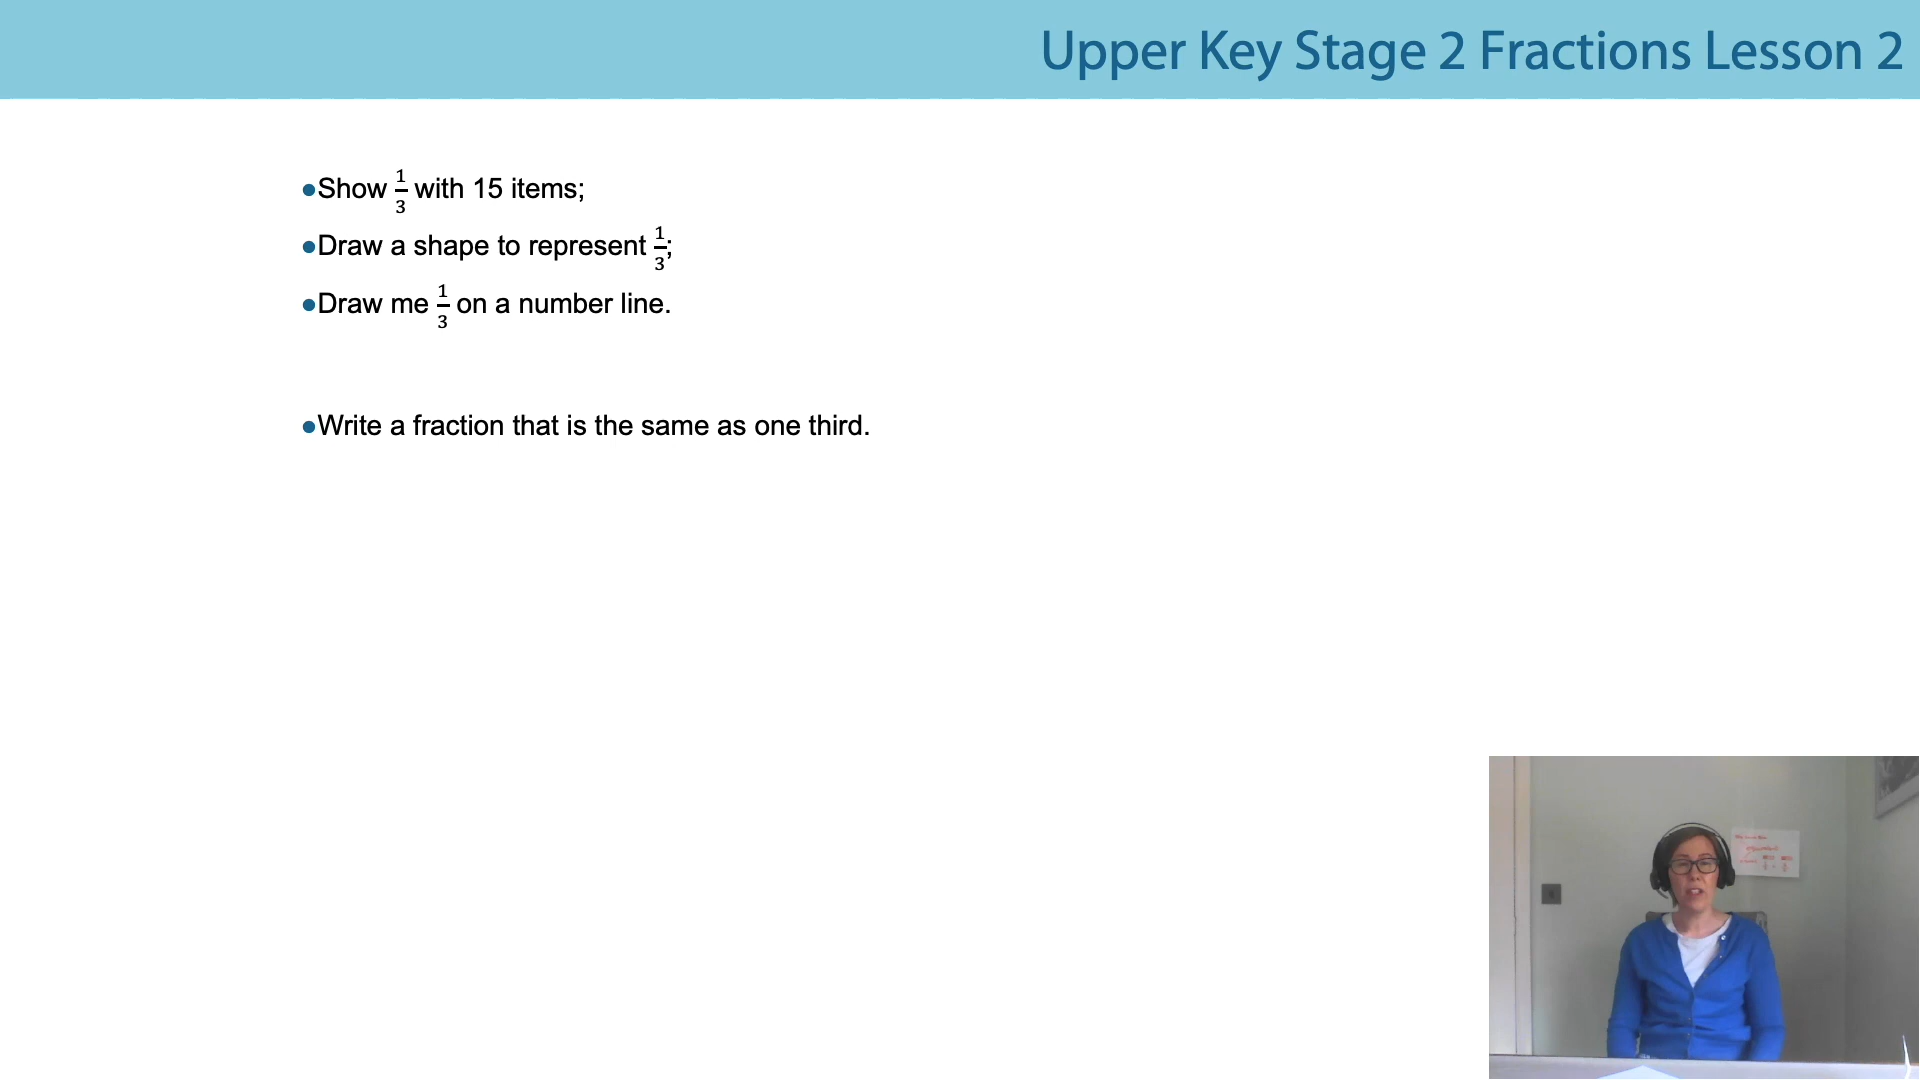 Upper Key Stage 2 Fractions Lesson 2
●Show 1/3 with 15 items;
●Draw a shape to represent 1/3;
●Draw me 1/3 on a number line.
●Write a fraction that is the same as one third.